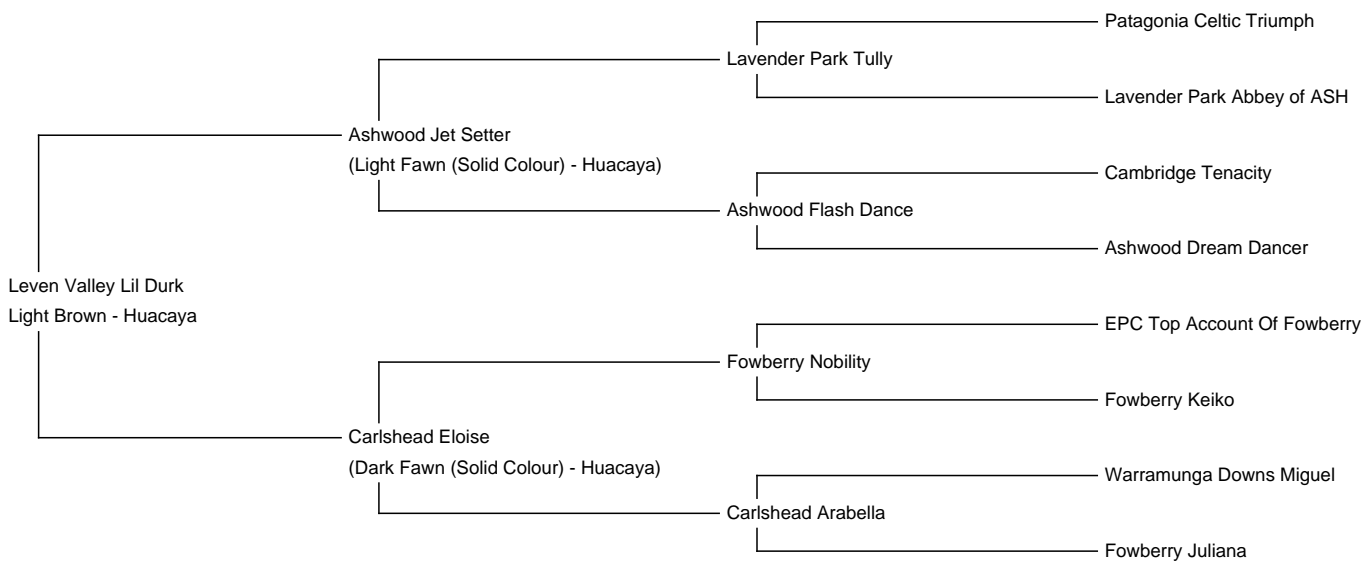 Patagonia Celtic Triumph
Lavender Park Tully
Lavender Park Abbey of ASH
Ashwood Jet Setter
(Light Fawn (Solid Colour) - Huacaya)
Cambridge Tenacity
Ashwood Flash Dance
Ashwood Dream Dancer
Leven Valley Lil Durk
Light Brown - Huacaya
EPC Top Account Of Fowberry
Fowberry Nobility
Fowberry Keiko
Carlshead Eloise
(Dark Fawn (Solid Colour) - Huacaya)
Warramunga Downs Miguel
Carlshead Arabella
Fowberry Juliana